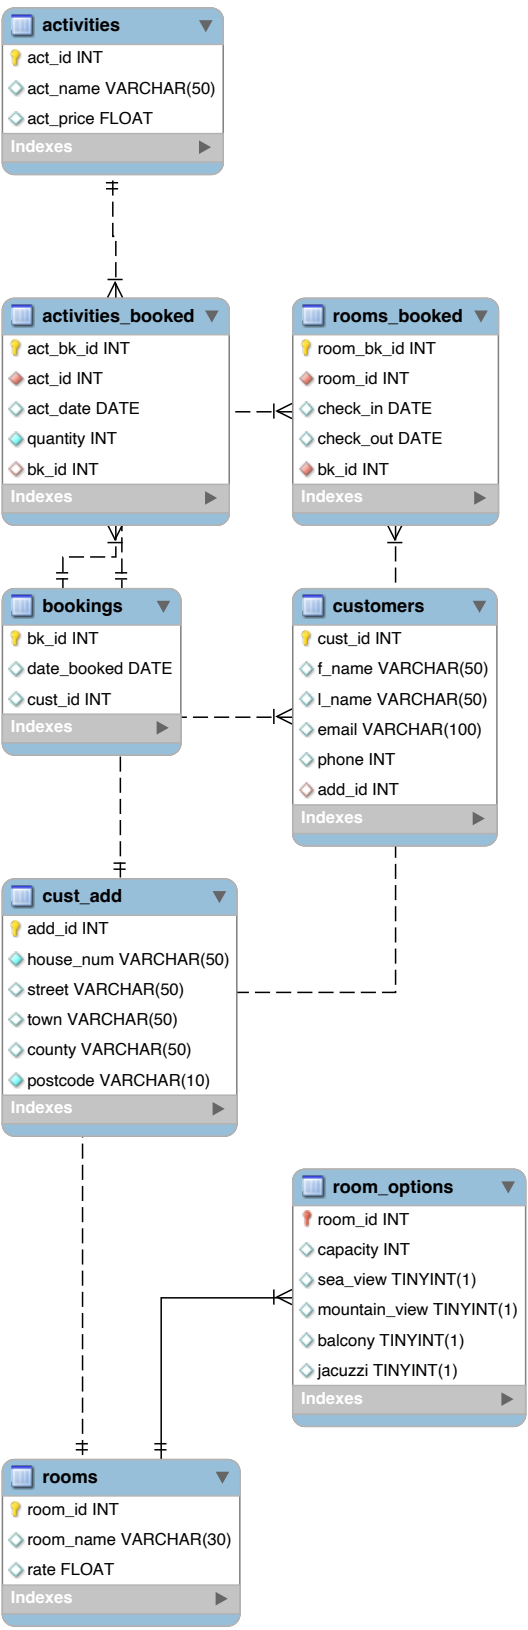 activities
act_id INT
act_name VARCHAR(50)
act_price FLOAT
Indexes
activities_booked
act_bk_id INT
act_id INT
act_date DATE
quantity INT
bk_id INT
Indexes
rooms_booked
room_bk_id INT
room_id INT
check_in DATE
check_out DATE
bk_id INT
Indexes
bookings
bk_id INT
date_booked DATE
cust_id INT
Indexes
customers
cust_id INT
f_name VARCHAR(50)
l_name VARCHAR(50)
email VARCHAR(100)
phone INT
add_id INT
Indexes
cust_add
add_id INT
house_num VARCHAR(50)
street VARCHAR(50)
town VARCHAR(50)
county VARCHAR(50)
postcode VARCHAR(10)
Indexes
room_options
room_id INT
capacity INT
sea_view TINYINT(1)
mountain_view TINYINT(1)
balcony TINYINT(1)
jacuzzi TINYINT(1)
Indexes
rooms
room_id INT
room_name VARCHAR(30)
rate FLOAT
Indexes